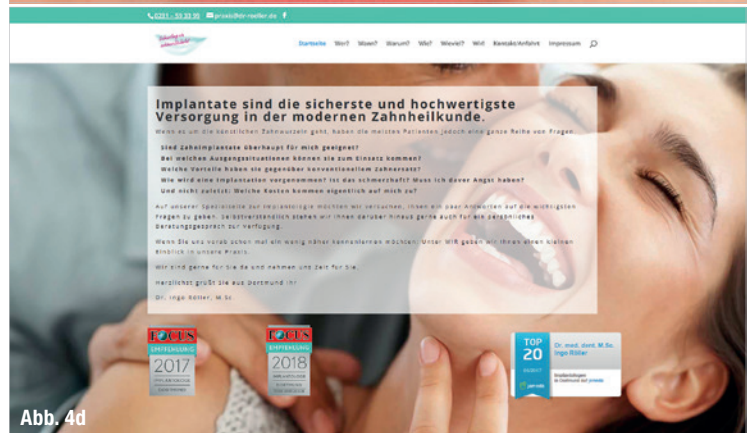 0231 – 53 33 95 praxis@dr-roeller.de
Startseite Wer? Wann? Warum? Wie? Wieviel? Wir! Kontakt/Anfahrt Impressum
Implantate sind die sicherste und hochwertigste
Versorgung in der modernen Zahnheilkunde.
Wenn es um die künstlichen Zahnwurzeln geht, haben die meisten Patienten jedoch eine ganze Reihe von Fragen.
Sind Zahnimplantate überhaupt für mich geeignet?
Bei welchen Ausgangssituationen können sie zum Einsatz kommen?
Welche Vorteile haben sie gegenüber konventionellem Zahnersatz?
Wie wird eine Implantation vorgenommen? Ist das schmerzhaft? Muss ich davor Angst haben?
Und nicht zuletzt: Welche Kosten kommen eigentlich auf mich zu?
Auf unserer Spezialseite zur Implantologie möchten wir versuchen, Ihnen ein paar Antworten auf die wichtigsten
Fragen zu geben. Selbstverständlich stehen wir Ihnen darüber hinaus gerne auch für ein persönliches
Beratungsgespräch zur Verfügung.
Wenn Sie uns vorab schon mal ein wenig näher kennenlernen möchten: Unter WIR geben wir Ihnen einen kleinen
Einblick in unsere Praxis.
Wir sind gerne für Sie da und nehmen uns Zeit für Sie.
Herzlichst grüßt Sie aus Dortmund Ihr
Dr. Ingo Röller, M.Sc.
FOCUS
EMPFEHLUNG
2017
FOCUS
EMPFEHLUNG
2018
IMPLANTOLOGIE
TOP
20
Dr. med. dent. M.Sc.
Ingo Röller
Implantologen
in Dortmund auf jameda
jameda
Abb. 4d